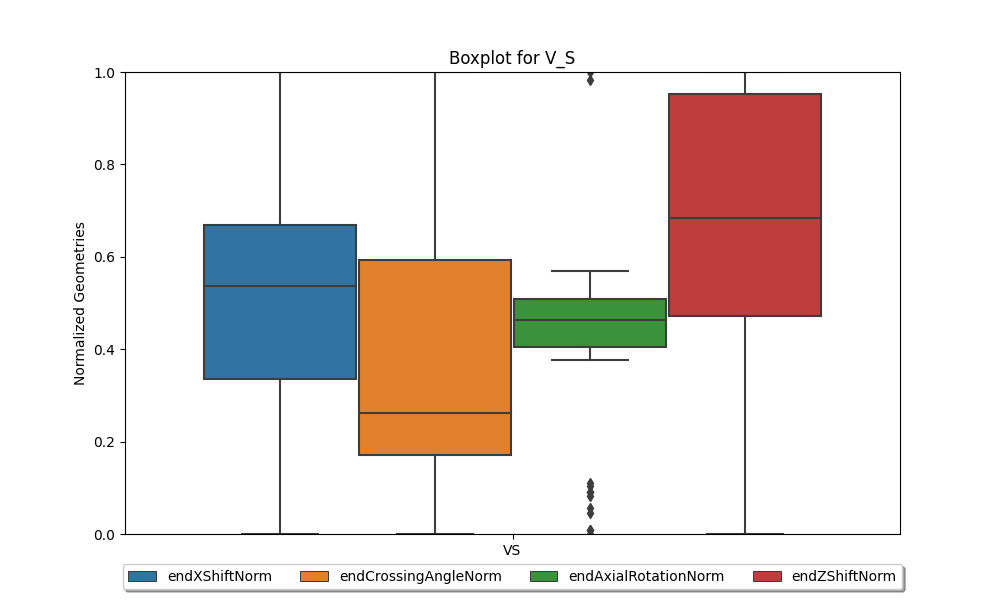 Boxplot for V_S
1.0
0.8
0.6
0.4
0.2
0.0
Normalized Geometries
VS
endXShiftNorm endCrossingAngleNorm endAxialRotationNorm endZShiftNorm